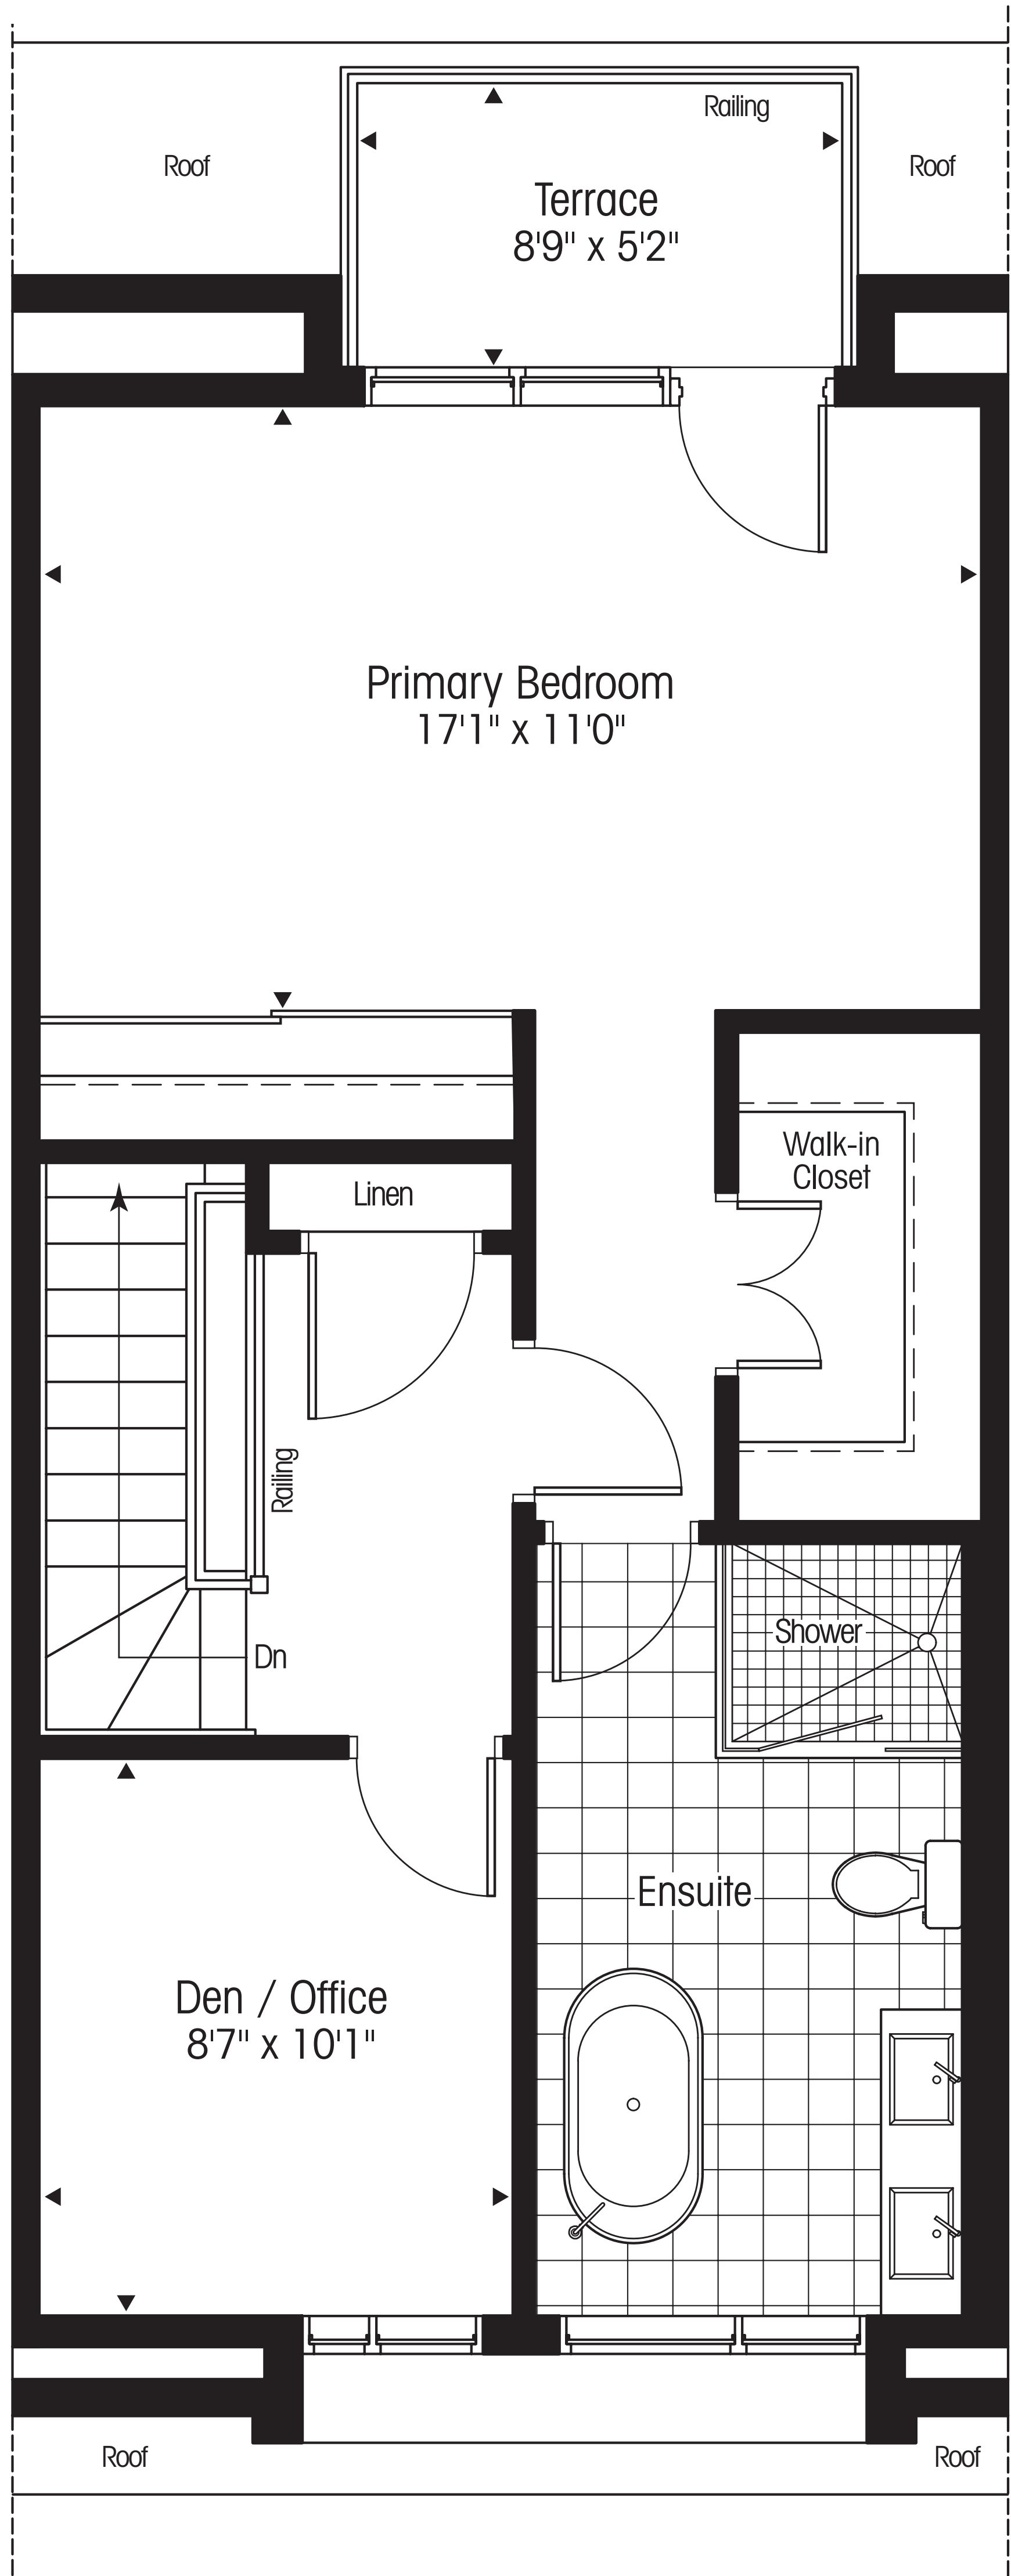 Railing
Roof
Roof
Terrace
8'9" x 5'2"
Primary Bedroom
17'1" x 11'0"
Walk-in
Closet
Linen
Railing
Shower
Dn
Ensuite
Den / Office
8'7" x 10'1"
Roof
Roof